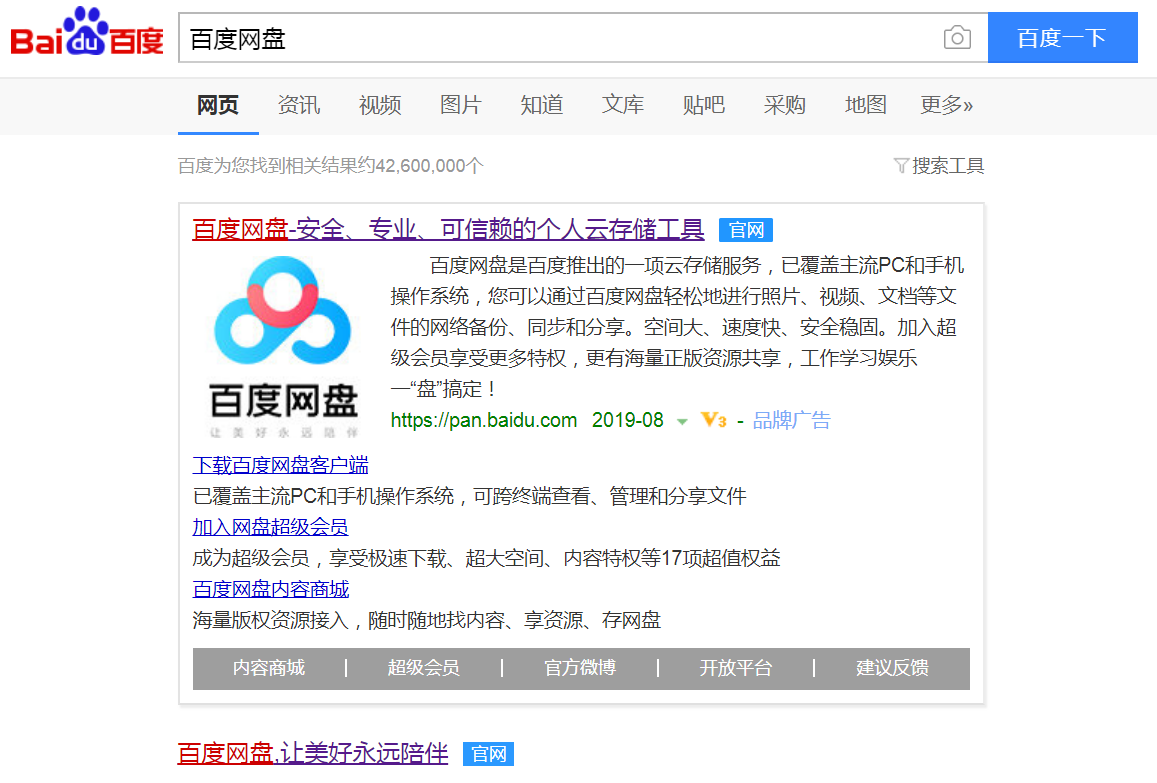 Bai du 百度
百度网盘
百度一下
网页 资讯 视频 图片 知道 文库 贴吧 采购 地图 更多»
百度为您找到相关结果约42,600,000个
搜索工具
百度网盘-安全、专业、可信赖的个人云存储工具 官网
百度网盘是百度推出的一项云存储服务，已覆盖主流PC和手机
操作系统，您可以通过百度网盘轻松地进行照片、视频、文档等文
件的网络备份、同步和分享。空间大、速度快、安全稳固。加入超
级会员享受更多特权，更有海量正版资源共享，工作学习娱乐
一“盘”搞定！
https://pan.baidu.com 2019-08 V3 - 品牌广告
百度网盘
让美好永远陪伴
下载百度网盘客户端
已覆盖主流PC和手机操作系统，可跨终端查看、管理和分享文件
加入网盘超级会员
成为超级会员，享受极速下载、超大空间、内容特权等17项超值权益
百度网盘内容商城
海量版权资源接入，随时随地找内容、享资源、存网盘
内容商城 | 超级会员 | 官方微博 | 开放平台 | 建议反馈
百度网盘,让美好永远陪伴 官网